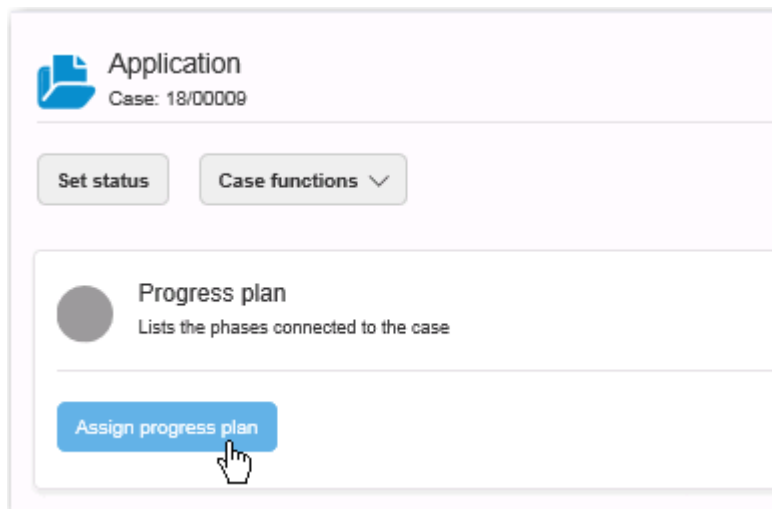 Application
Case: 18/00009
Set status
Case functions
Progress plan
Lists the phases connected to the case
Assign progress plan